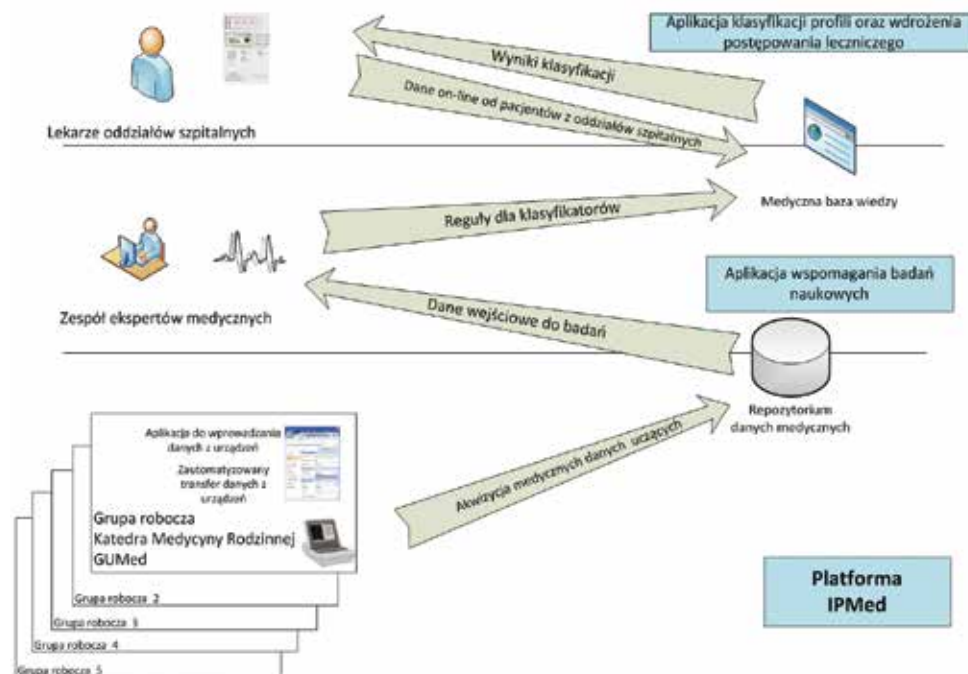 Aplikacja klasyfikacji profili oraz wdrożenia
postępowania leczniczego
Wyniki klasyfikacji
Dane on-line od pacjentów z oddziałów szpitalnych
Lekarze oddziałów szpitalnych
Medyczna baza wiedzy
Reguły dla klasyfikatorów
Aplikacja wspomagania badań
naukowych
Zespół ekspertów medycznych
Dane wejściowe do badań
Repozytorium
danych medycznych
Akwizycja medycznych danych uczących
Aplikacja do wprowadzania
danych z urządzeń
Zautomatyzowany
transfer danych z
urządzeń
Grupa robocza
Katedra Medycyny Rodzinnej
GUMed
Grupa robocza 2
Grupa robocza 3
Grupa robocza 4
Grupa robocza 5
Platforma
IPMed